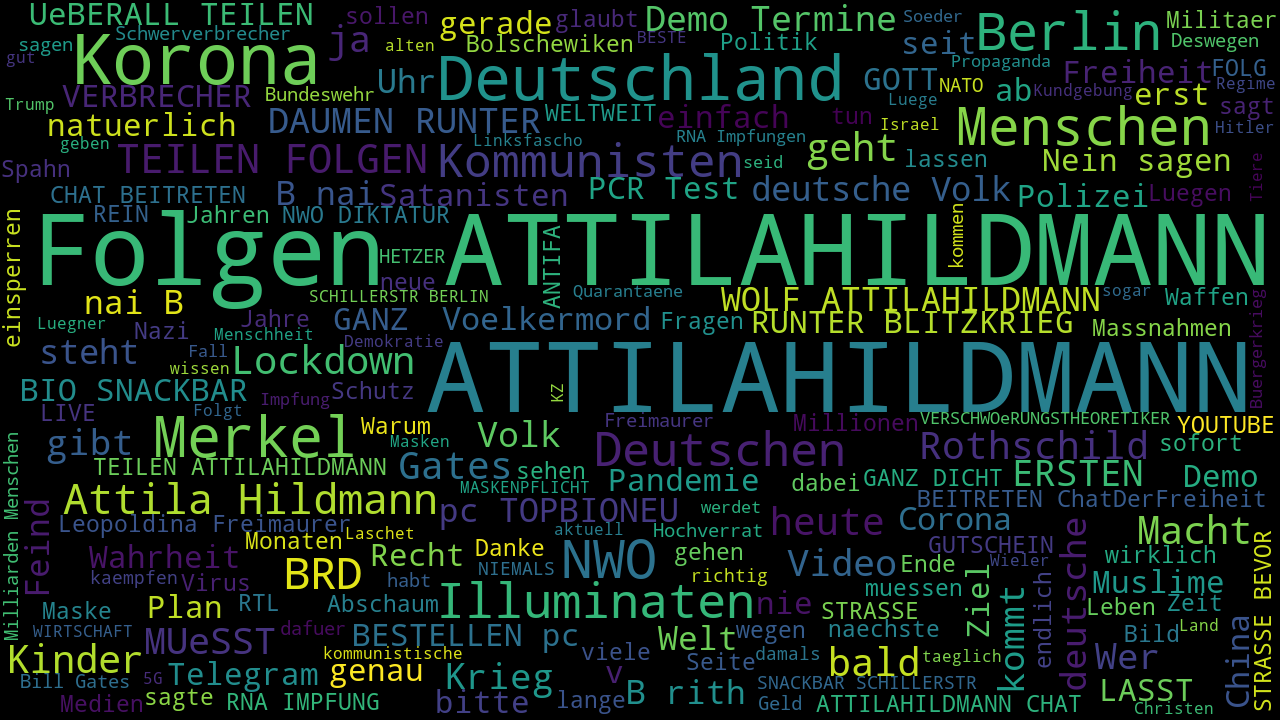 UeBERALL TEILEN
Schwerverbrecher
sollen
gerade
glaubt
Demo Termine
Soeder
Berlin
Militaer
sagen
Korona
ja
alten
Bolschewiken
BESTE
Politik
seit
Deswegen
gut
Uhr
Deutschland
GOTT
Propaganda
Freiheit
FOLG
Trump
VERBRECHER
Bundeswehr
NATO
ab
Kundgebung
erst
Regime
natuerlich
DAUMEN RUNTER
WELTWEIT
einfach
tun
Luege
Israel
Menschen
sagt
Hitler
geben
Linksfascho
RNA Impfungen
geht
Spahn
TEILEN FOLGEN
Kommunisten
seid
lassen
Nein sagen
Tiere
CHAT BEITRETEN
B nai
Satanisten
PCR Test
deutsche Volk
Polizei
Luegen
REIN
Jahren
NWO DIKTATUR
einsperren
Folgen
ATTILAHILDMANN
kommen
HETZER
ANTIFA
neue
nai B
SCHILLERSTR BERLIN
Quarantaene
WOLF ATTILAHILDMANN
sogar
Waffen
Luegner
Nazi
Jahre
GANZ
Voelkermord
Fragen
RUNTER BLITZKRIEG
Massnahmen
Buergerkrieg
Menschheit
Demokratie
steht
Fall
wissen
Lockdown
ATTILAHILDMANN
BIO SNACKBAR
Impfung
Schutz
KZ
LIVE
Folgt
Freimaurer
Millionen
VERSCHWOeRUNGSTHEORETIKER
YOUTUBE
gibt
Merkel
Warum
Masken
Volk
Deutschen
Rothschild
sofort
TEILEN ATTILAHILDMANN
Gates
sehen
Pandemie
dabei
GANZ DICHT
ERSTEN
Demo
MASKENPFLICHT
Milliarden Menschen
Attila Hildmann
pc TOPBIONEU
werdet
BEITRETEN ChatDerFreiheit
Feind
Leopoldina Freimaurer
Laschet
aktuell
Hochverrat
heute
Corona
Macht
Monaten
Wahrheit
Recht
Danke
NWO
gehen
Video
Ende
GUTSCHEIN
Wieler
wirklich
kaempfen
Virus
BRD
habt
NIEMALS
richtig
muessen
Ziel
Muslime
Maske
Plan
RTL
Abschaum
Illuminaten
nie
STRASSE
Leben
Zeit
WIRTSCHAFT
MUeSST
dafuer
BESTELLEN pc
Welt
wegen
naechste
endlich
kommt
deutsche
Bild
Land
STRASSE BEVOR
Kinder
kommunistische
viele
Seite
damals
bald
taeglich
Wer
China
Bill Gates
5G
Telegram
genau
Krieg
v
SNACKBAR SCHILLERSTR
LASST
Medien
sagte
RNA IMPFUNG
bitte
lange
B rith
Geld
ATTILAHILDMANN CHAT
Christen